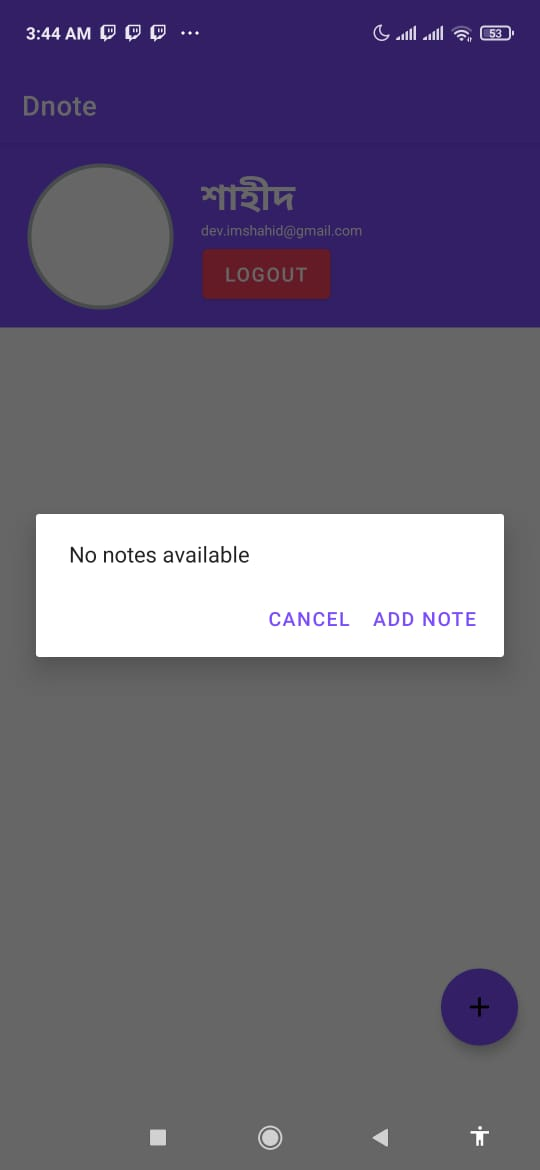 3:44 AM
53
Dnote
শাহীদ
dev.imshahid@gmail.com
LOGOUT
No notes available
CANCEL ADD NOTE